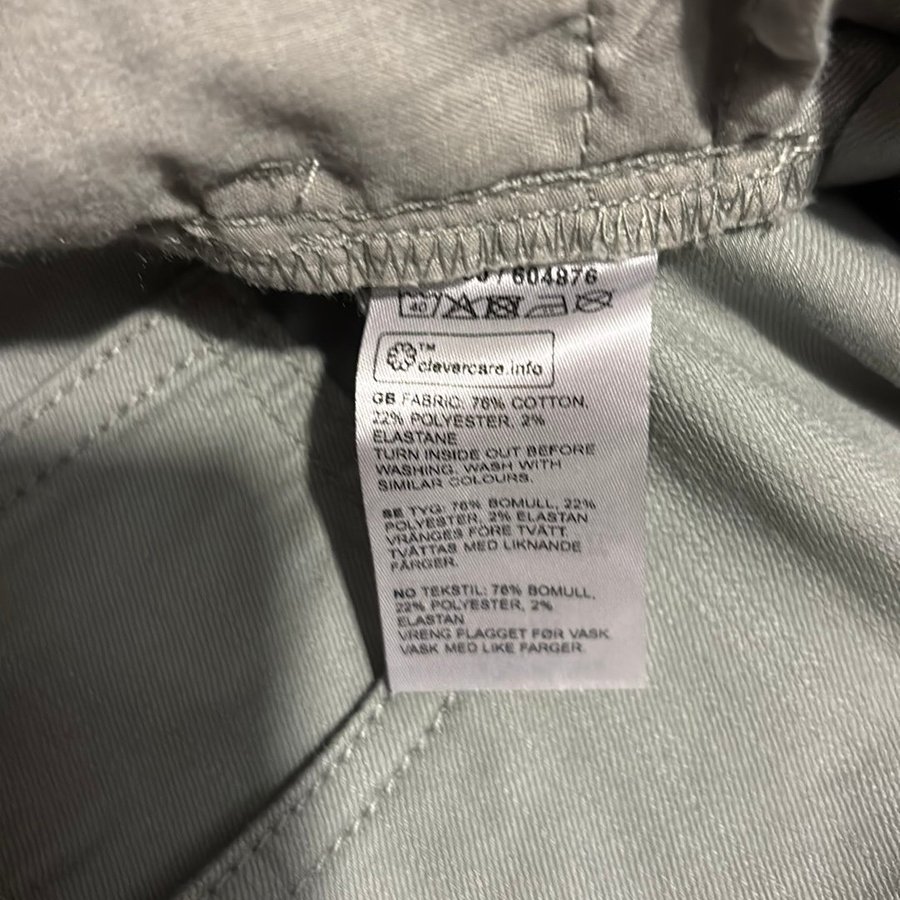 / 604876
40
™
clevercare.info
GB FABRIC: 76% COTTON,
22% POLYESTER, 2%
ELASTANE
TURN INSIDE OUT BEFORE
WASHING. WASH WITH
SIMILAR COLOURS.
SE TYG: 76% BOMULL, 22%
POLYESTER, 2% ELASTAN
VRÄNGES FÖRE TVÄTT.
TVÄTTAS MED LIKNANDE
FÄRGER.
NO TEKSTIL: 76% BOMULL,
22% POLYESTER, 2%
ELASTAN
VRENG PLAGGET FØR VASK.
VASK MED LIKE FARGER.